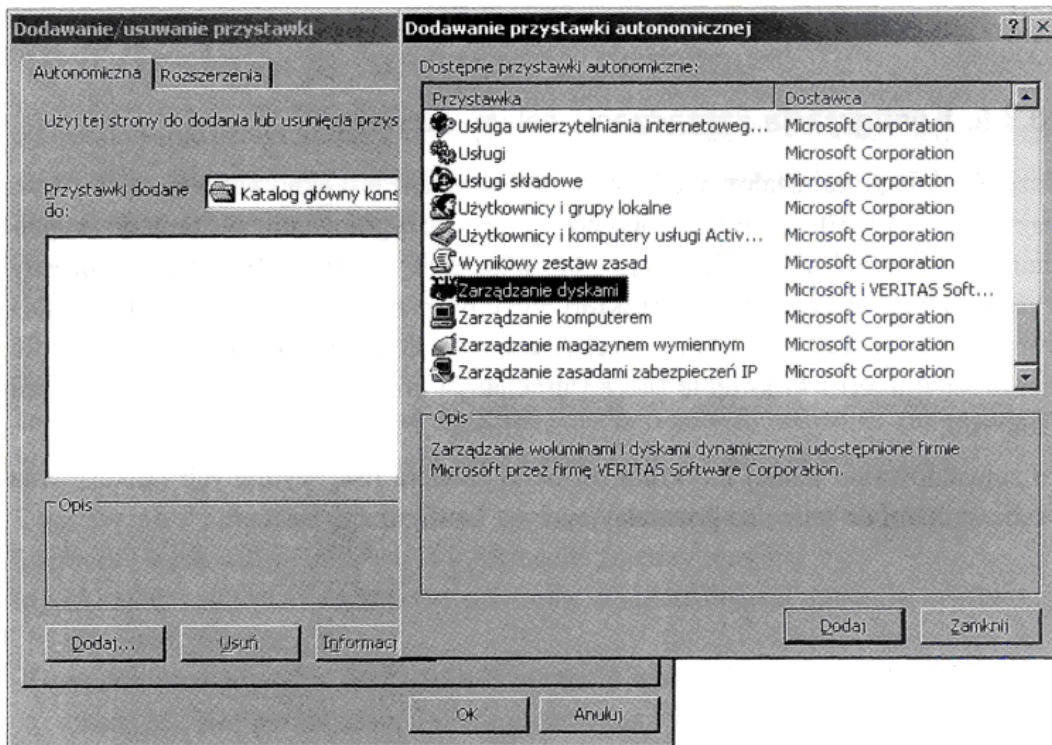 Dodawanie/usuwanie przystawki
Autonomiczna
Rozszerzenia
Użyj tej strony do dodania lub usunięcia przys
Przystawki dodane
do:
Katalog główny kons
Opis
Dodaj...
Usuń
Informacj
OK
Anuluj
Dodawanie przystawki autonomicznej
Dostępne przystawki autonomiczne:
Przystawka Dostawca
Usługa uwierzytelniania internetoweg... Microsoft Corporation
Usługi Microsoft Corporation
Usługi składowe Microsoft Corporation
Użytkownicy i grupy lokalne Microsoft Corporation
Użytkownicy i komputery usługi Activ... Microsoft Corporation
Wynikowy zestaw zasad Microsoft Corporation
Zarządzanie dyskami Microsoft i VERITAS Soft...
Zarządzanie komputerem Microsoft Corporation
Zarządzanie magazynem wymiennym Microsoft Corporation
Zarządzanie zasadami zabezpieczeń IP Microsoft Corporation
Opis
Zarządzanie woluminami i dyskami dynamicznymi udostępnione firmie
Microsoft przez firmę VERITAS Software Corporation.
Dodaj
Zamknij